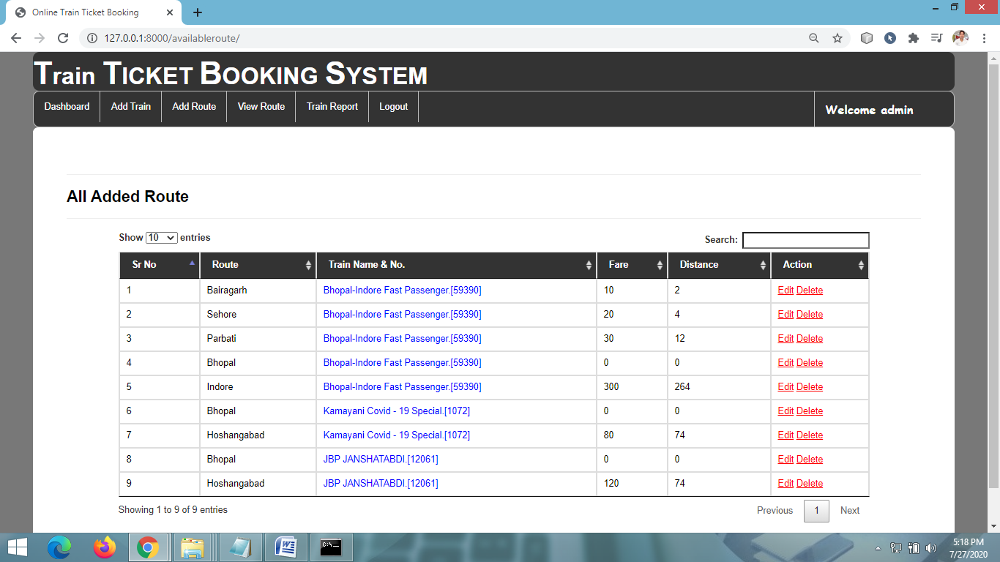 Online Train Ticket Booking
127.0.0.1:8000/availableroute/
Train TICKET BOOKING SYSTEM
Dashboard Add Train Add Route View Route Train Report Logout Welcome admin
All Added Route
Show 10 entries Search:
Sr No Route Train Name & No. Fare Distance Action
1 Bairagarh Bhopal-Indore Fast Passenger.[59390] 10 2 Edit Delete
2 Sehore Bhopal-Indore Fast Passenger.[59390] 20 4 Edit Delete
3 Parbati Bhopal-Indore Fast Passenger.[59390] 30 12 Edit Delete
4 Bhopal Bhopal-Indore Fast Passenger.[59390] 0 0 Edit Delete
5 Indore Bhopal-Indore Fast Passenger.[59390] 300 264 Edit Delete
6 Bhopal Kamayani Covid - 19 Special.[1072] 0 0 Edit Delete
7 Hoshangabad Kamayani Covid - 19 Special.[1072] 80 74 Edit Delete
8 Bhopal JBP JANSHATABDI.[12061] 0 0 Edit Delete
9 Hoshangabad JBP JANSHATABDI.[12061] 120 74 Edit Delete
Showing 1 to 9 of 9 entries Previous 1 Next
C:\
5:18 PM
7/27/2020